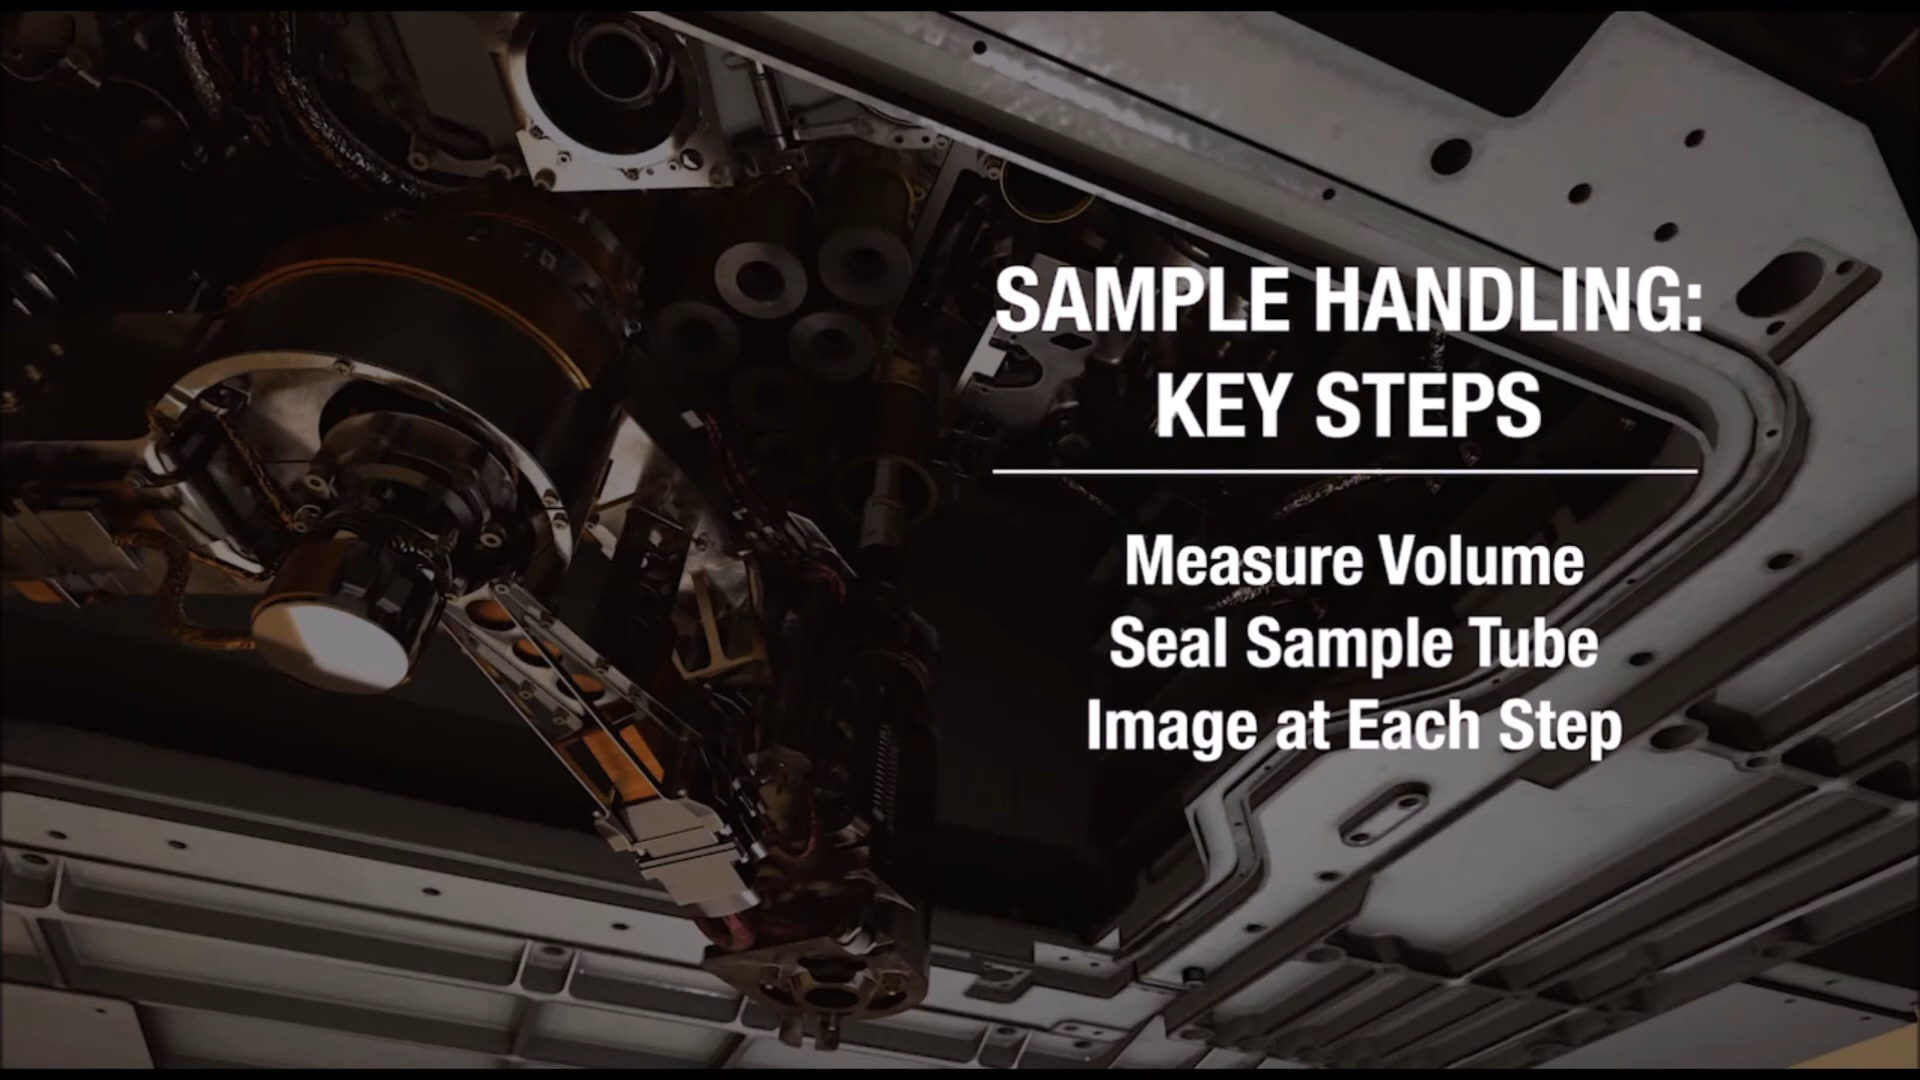 SAMPLE HANDLING:
KEY STEPS
Measure Volume
Seal Sample Tube
Image at Each Step